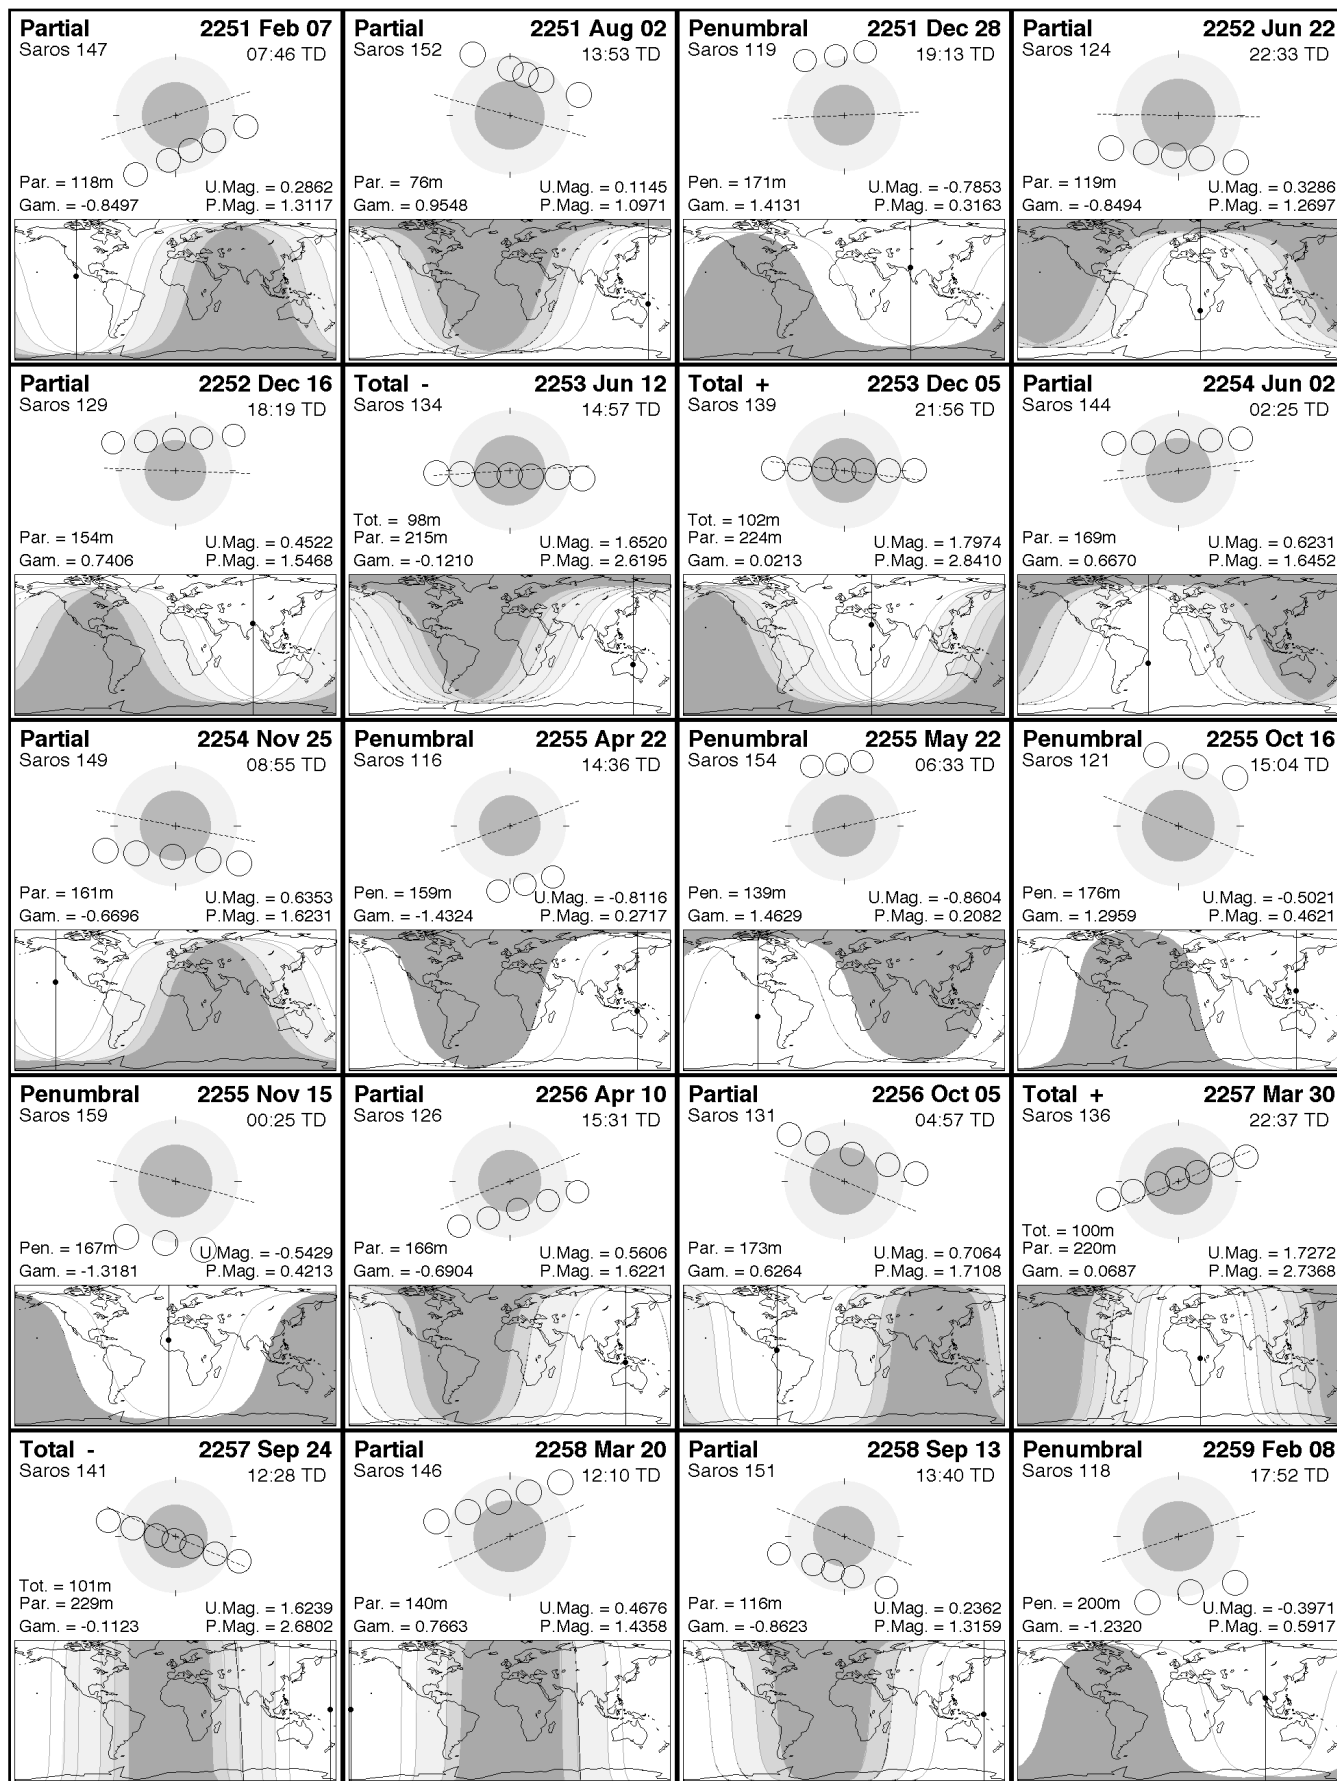 Partial 2251 Feb 07
Saros 147 07:46 TD
Par. = 118m U.Mag. = 0.2862
Gam. = -0.8497 P.Mag. = 1.3117
Partial 2251 Aug 02
Saros 152 13:53 TD
Par. = 76m U.Mag. = 0.1145
Gam. = 0.9548 P.Mag. = 1.0971
Penumbral 2251 Dec 28
Saros 119 19:13 TD
Pen. = 171m U.Mag. = -0.7853
Gam. = 1.4131 P.Mag. = 0.3163
Partial 2252 Jun 22
Saros 124 22:33 TD
Par. = 119m U.Mag. = 0.3286
Gam. = -0.8494 P.Mag. = 1.2697
Partial 2252 Dec 16
Saros 129 18:19 TD
Par. = 154m U.Mag. = 0.4522
Gam. = 0.7406 P.Mag. = 1.5468
Total - 2253 Jun 12
Saros 134 14:57 TD
Tot. = 98m
Par. = 215m U.Mag. = 1.6520
Gam. = -0.1210 P.Mag. = 2.6195
Total + 2253 Dec 05
Saros 139 21:56 TD
Tot. = 102m
Par. = 224m U.Mag. = 1.7974
Gam. = 0.0213 P.Mag. = 2.8410
Partial 2254 Jun 02
Saros 144 02:25 TD
Par. = 169m U.Mag. = 0.6231
Gam. = 0.6670 P.Mag. = 1.6452
Partial 2254 Nov 25
Saros 149 08:55 TD
Par. = 161m U.Mag. = 0.6353
Gam. = -0.6696 P.Mag. = 1.6231
Penumbral 2255 Apr 22
Saros 116 14:36 TD
Pen. = 159m U.Mag. = -0.8116
Gam. = -1.4324 P.Mag. = 0.2717
Penumbral 2255 May 22
Saros 154 06:33 TD
Pen. = 139m U.Mag. = -0.8604
Gam. = 1.4629 P.Mag. = 0.2082
Penumbral 2255 Oct 16
Saros 121 15:04 TD
Pen. = 176m U.Mag. = -0.5021
Gam. = 1.2959 P.Mag. = 0.4621
Penumbral 2255 Nov 15
Saros 159 00:25 TD
Pen. = 167m U.Mag. = -0.5429
Gam. = -1.3181 P.Mag. = 0.4213
Partial 2256 Apr 10
Saros 126 15:31 TD
Par. = 166m U.Mag. = 0.5606
Gam. = -0.6904 P.Mag. = 1.6221
Partial 2256 Oct 05
Saros 131 04:57 TD
Par. = 173m U.Mag. = 0.7064
Gam. = 0.6264 P.Mag. = 1.7108
Total + 2257 Mar 30
Saros 136 22:37 TD
Tot. = 100m
Par. = 220m U.Mag. = 1.7272
Gam. = 0.0687 P.Mag. = 2.7368
Total - 2257 Sep 24
Saros 141 12:28 TD
Tot. = 101m
Par. = 229m U.Mag. = 1.6239
Gam. = -0.1123 P.Mag. = 2.6802
Partial 2258 Mar 20
Saros 146 12:10 TD
Par. = 140m U.Mag. = 0.4676
Gam. = 0.7663 P.Mag. = 1.4358
Partial 2258 Sep 13
Saros 151 13:40 TD
Par. = 116m U.Mag. = 0.2362
Gam. = -0.8623 P.Mag. = 1.3159
Penumbral 2259 Feb 08
Saros 118 17:52 TD
Pen. = 200m U.Mag. = -0.3971
Gam. = -1.2320 P.Mag. = 0.5917